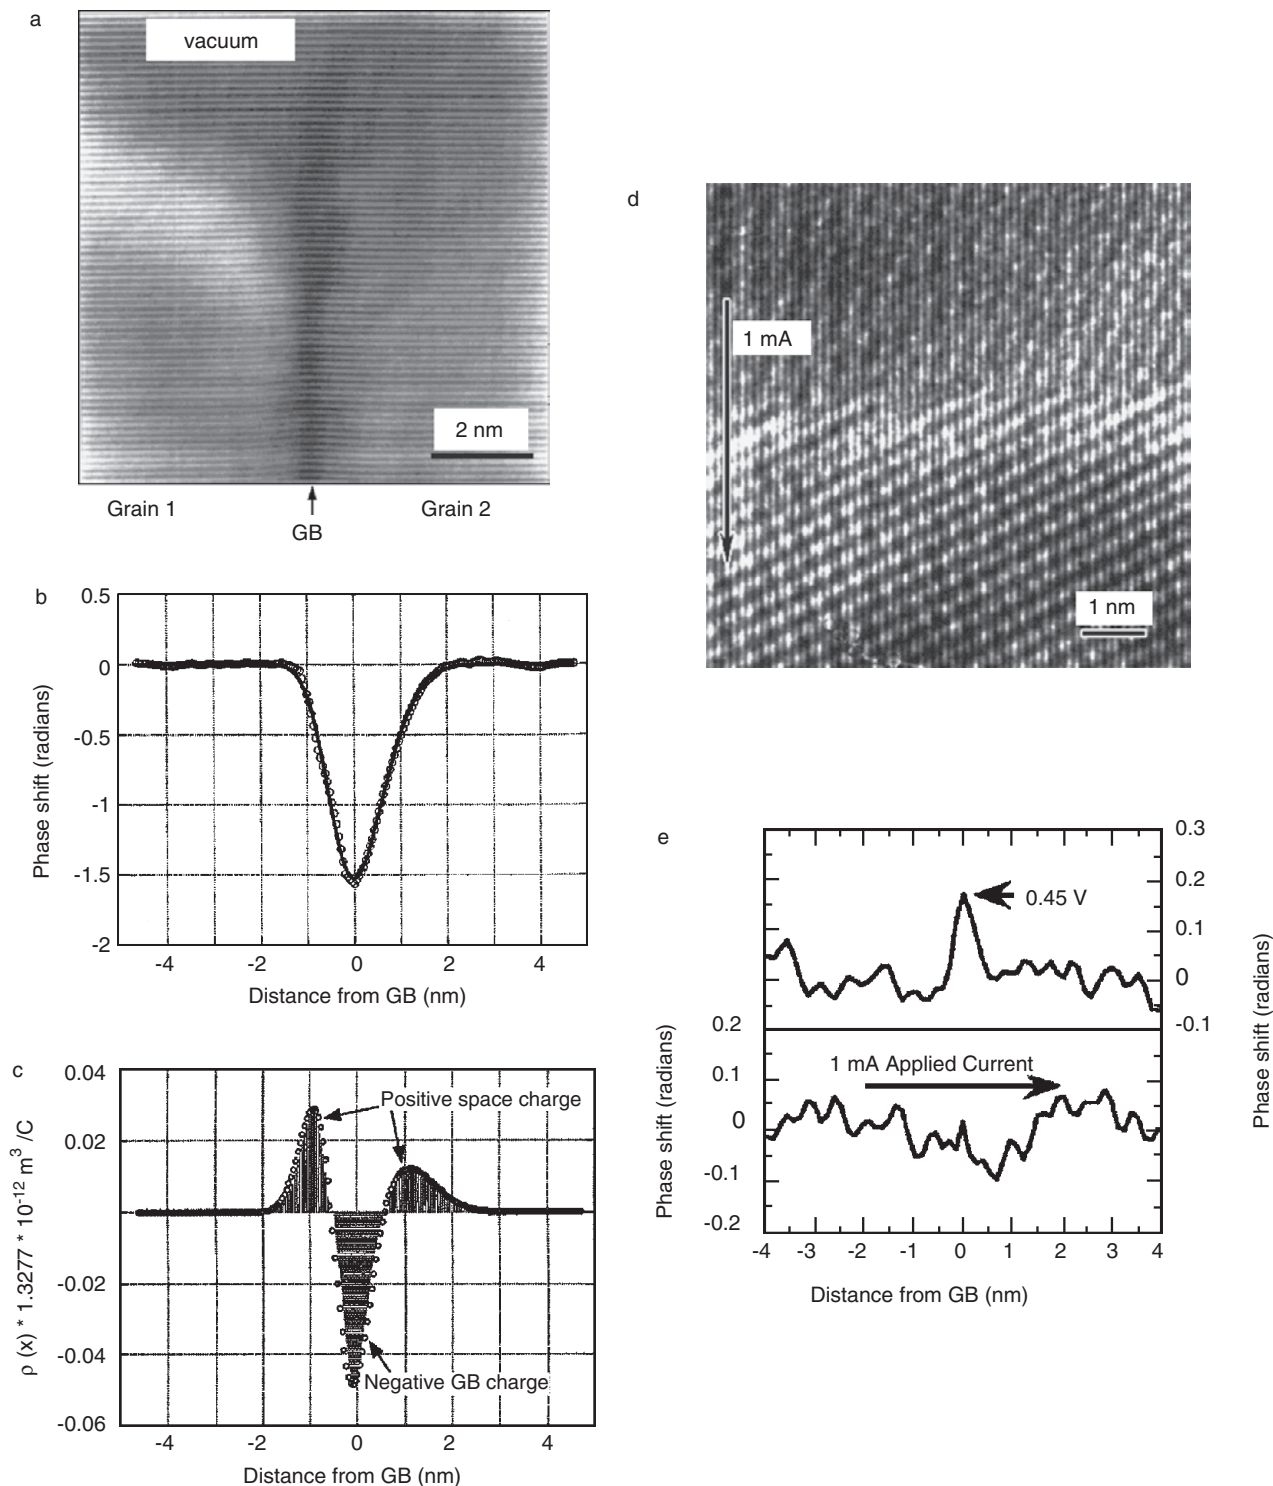 a
vacuum
2 nm
Grain 1
GB
Grain 2
b
0.5
0
-0.5
-1
-1.5
-2
-4
-2
0
2
4
Phase shift (radians)
Distance from GB (nm)
c
0.04
0.02
0
-0.02
-0.04
-0.06
-4
-2
0
2
4
Positive space charge
Negative GB charge
ρ (x) * 1.3277 * 10-12 m3 /C
Distance from GB (nm)
d
1 mA
1 nm
e
0.3
0.2
0.1
0
-0.1
0.45 V
Phase shift (radians)
0.2
0.1
0
-0.1
-0.2
1 mA Applied Current
Phase shift (radians)
-4 -3 -2 -1 0 1 2 3 4
Distance from GB (nm)